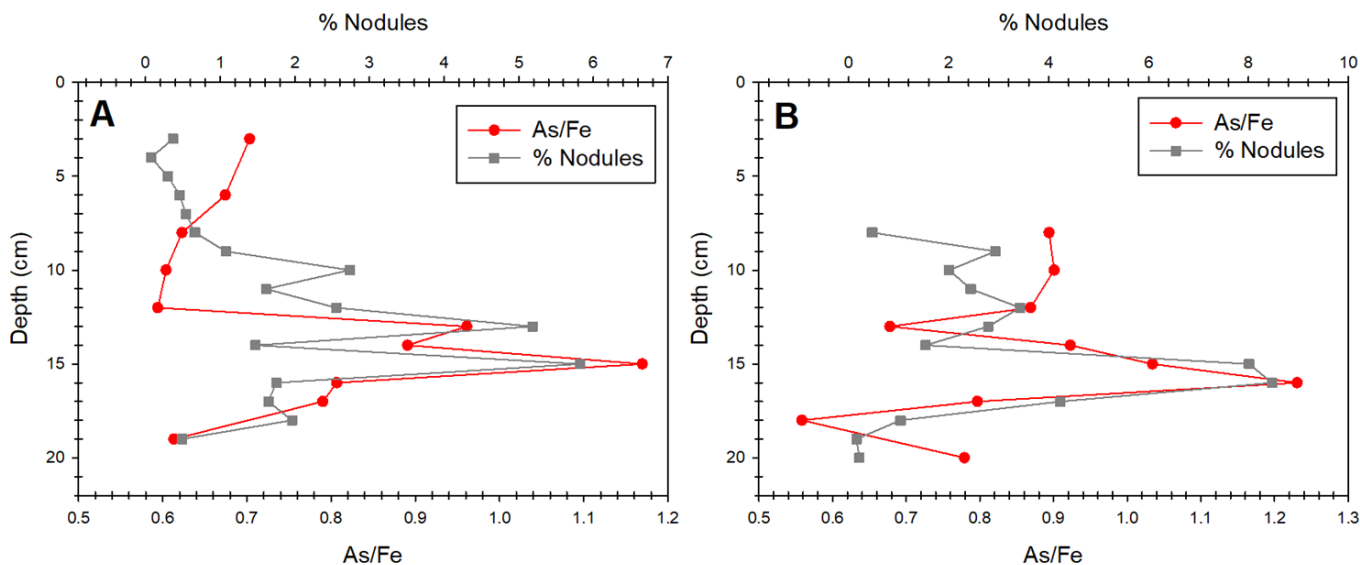 % Nodules
0 1 2 3 4 5 6 7
A
As/Fe
% Nodules
Depth (cm)
0
5
10
15
20
0.5 0.6 0.7 0.8 0.9 1.0 1.1 1.2
As/Fe
% Nodules
0 2 4 6 8 10
B
As/Fe
% Nodules
Depth (cm)
0
5
10
15
20
0.5 0.6 0.7 0.8 0.9 1.0 1.1 1.2 1.3
As/Fe